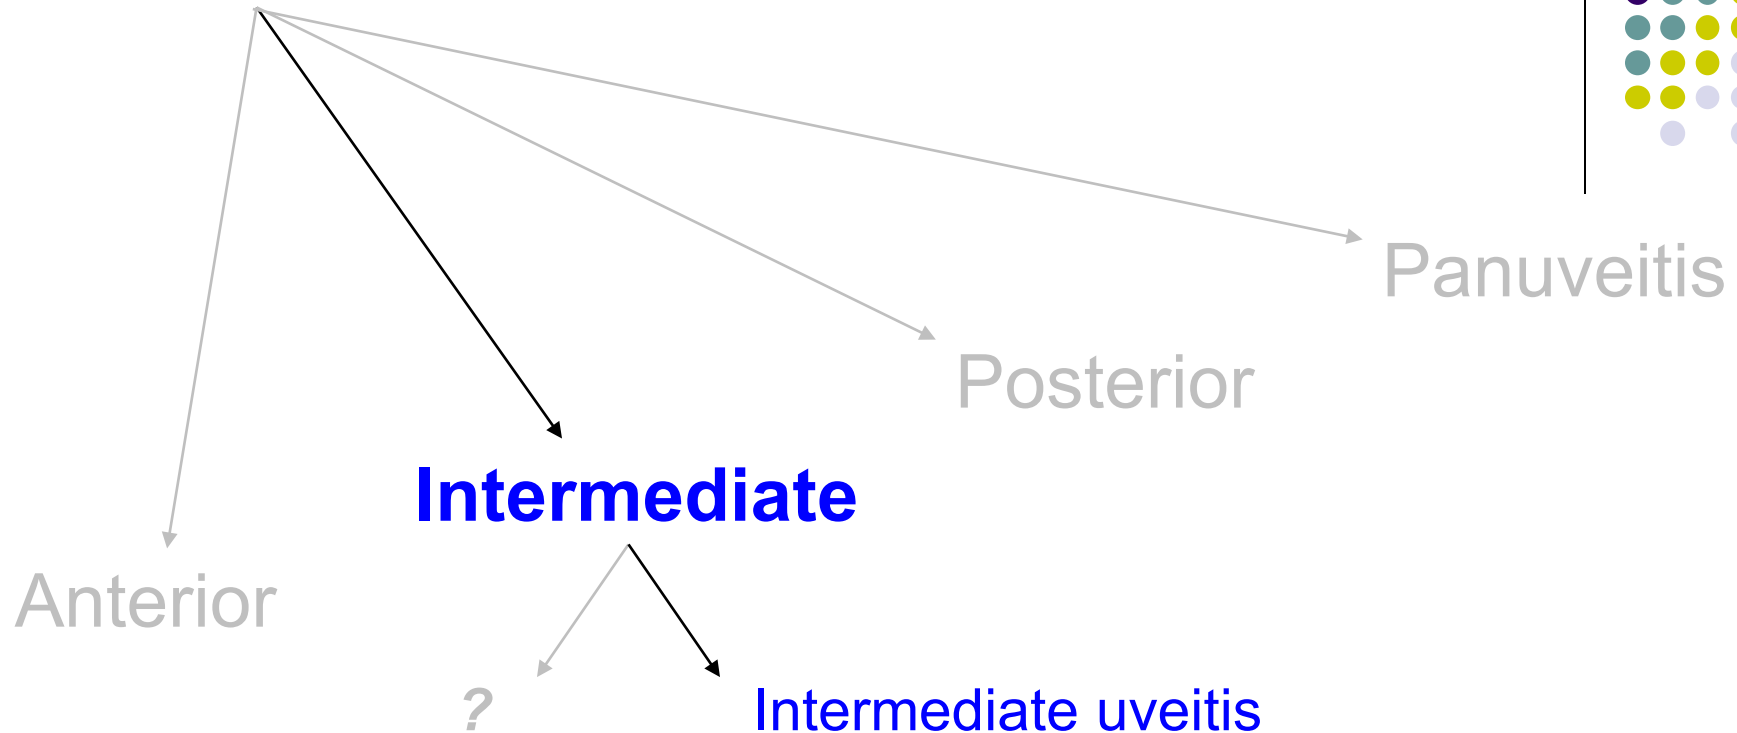 Panuveitis
Posterior
Intermediate
Anterior
? Intermediate uveitis